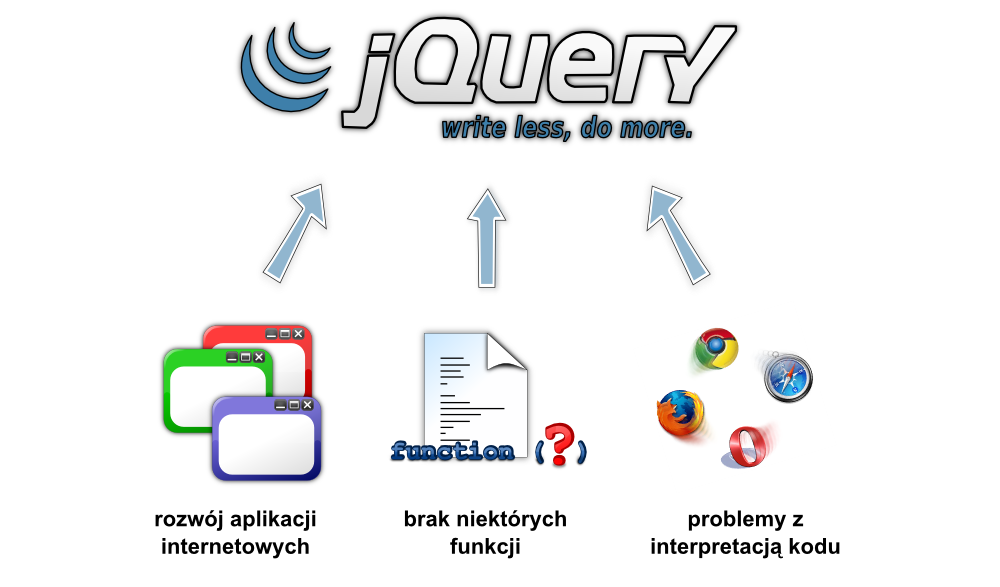 jQuery
write less, do more.
function (?)
rozwój aplikacji
internetowych
brak niektórych
funkcji
problemy z
interpretacją kodu